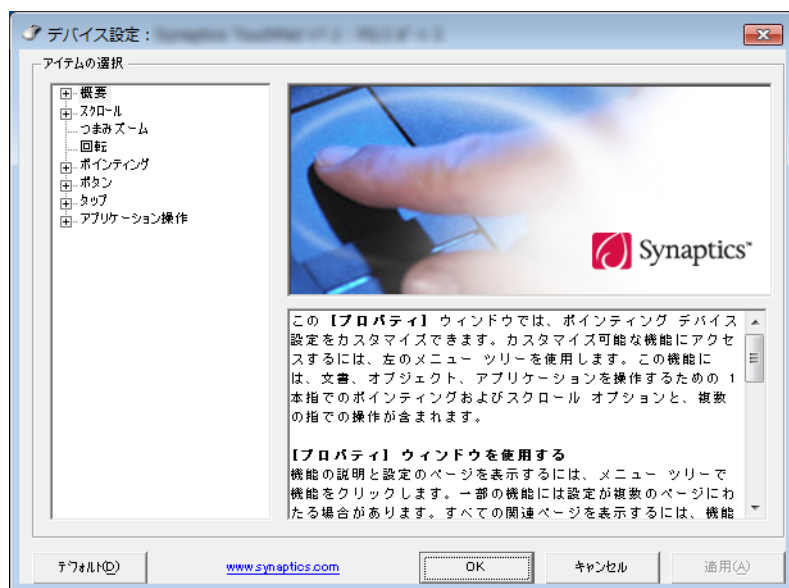 デバイス設定 :
アイテムの選択
概要
スクロール
つまみズーム
回転
ポインティング
ボタン
タップ
アプリケーション操作
Synaptics™
この【プロパティ】ウィンドウでは、ポインティング デバイス
設定をカスタマイズできます。カスタマイズ可能な機能にアクセ
スするには、左のメニュー ツリーを使用します。この機能に
は、文書、オブジェクト、アプリケーションを操作するための 1
本指でのポインティングおよびスクロール オプションと、複数
の指での操作が含まれます。
【プロパティ】ウィンドウを使用する
機能の説明と設定のページを表示するには、メニュー ツリーで
機能をクリックします。一部の機能には設定が複数のページにわ
たる場合があります。すべての関連ページを表示するには、機能
デフォルト(D)
www.synaptics.com
OK
キャンセル
適用(A)